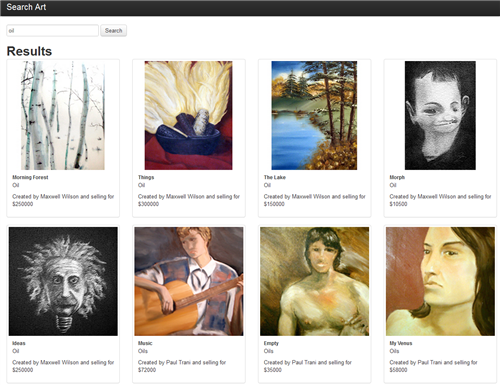 Search Art
oil Search
Results
Morning Forest
Oil
Created by Maxwell Wilson and selling for
$250000
Things
Oil
Created by Maxwell Wilson and selling for
$300000
The Lake
Oil
Created by Maxwell Wilson and selling for
$150000
Morph
Oil
Created by Maxwell Wilson and selling for
$10500
Ideas
Oil
Created by Maxwell Wilson and selling for
$250000
Music
Oils
Created by Paul Trani and selling for
$72000
Empty
Oils
Created by Paul Trani and selling for
$35000
My Venus
Oils
Created by Paul Trani and selling for
$58000